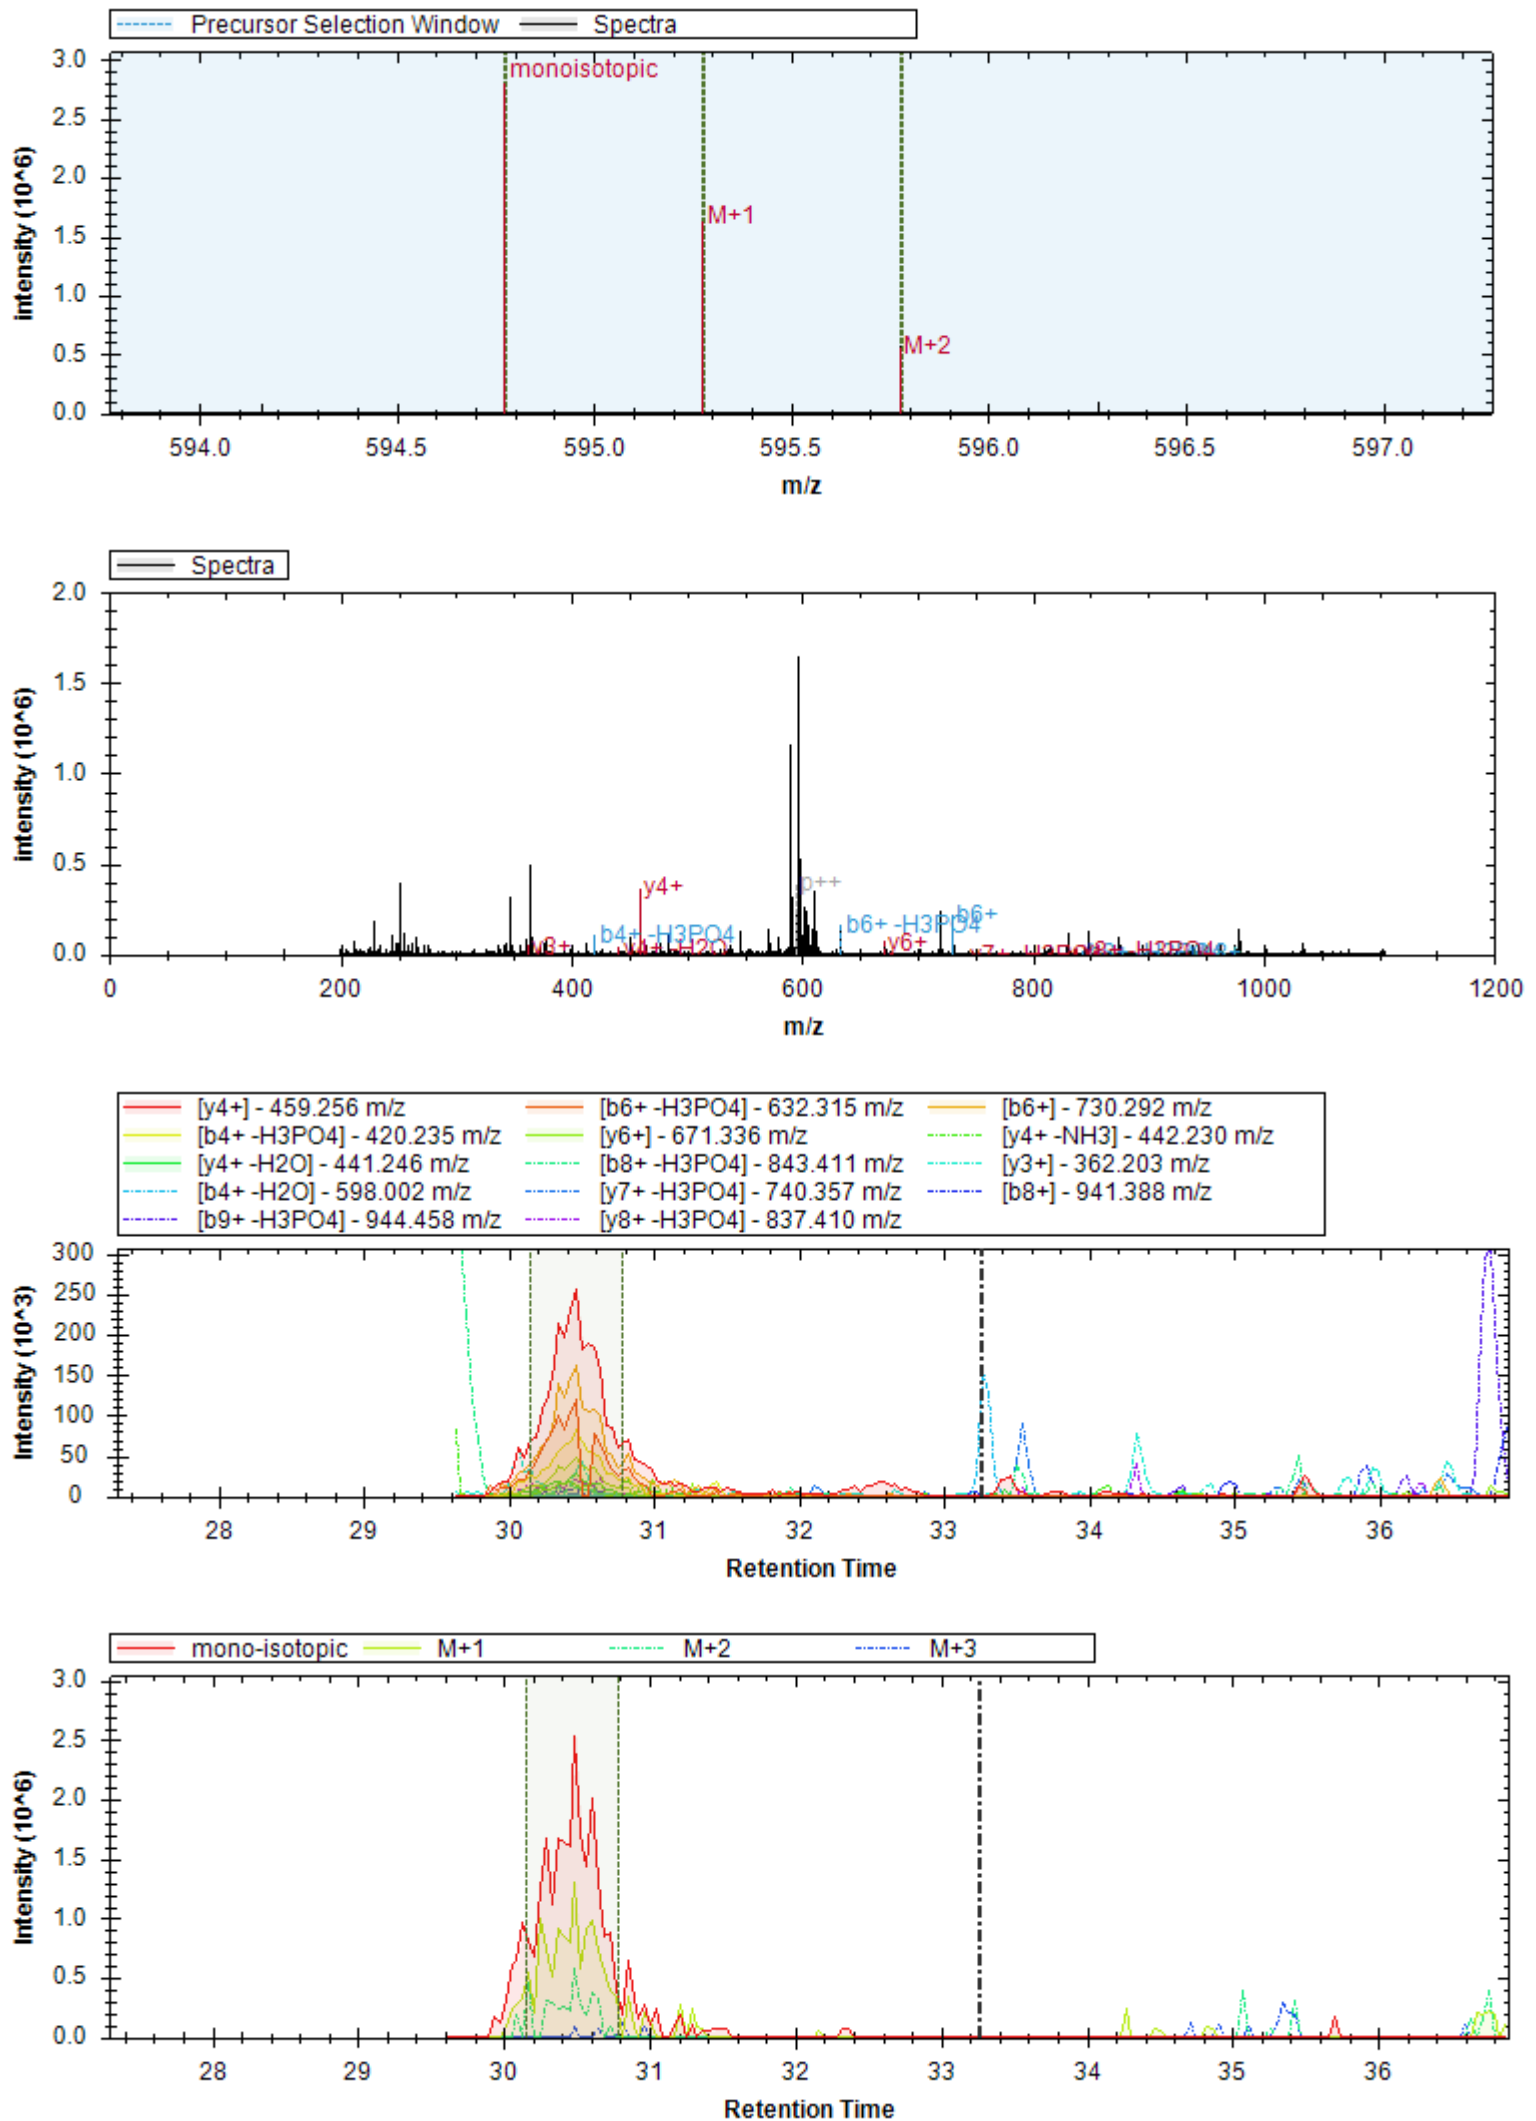 Precursor Selection Window Spectra
3.0
monoisotopic
2.5
2.0
M+1
1.5
1.0
M+2
0.5
0.0
intensity (10^6)
594.0 594.5 595.0 595.5 596.0 596.5 597.0
m/z
Spectra
2.0
1.5
1.0
0.5
0.0
intensity (10^6)
p++
y4+
b4+ -H3PO4
b6+ -H3PO4
b6+
y3+
y4+ -H2O
y6+
0 200 400 600 800 1000 1200
m/z
[y4+] - 459.256 m/z [b6+ -H3PO4] - 632.315 m/z [b6+] - 730.292 m/z
[b4+ -H3PO4] - 420.235 m/z [y6+] - 671.336 m/z [y4+ -NH3] - 442.230 m/z
[y4+ -H2O] - 441.246 m/z [b8+ -H3PO4] - 843.411 m/z [y3+] - 362.203 m/z
[b4+ -H2O] - 598.002 m/z [y7+ -H3PO4] - 740.357 m/z [b8+] - 941.388 m/z
[b9+ -H3PO4] - 944.458 m/z [y8+ -H3PO4] - 837.410 m/z
300
250
200
150
100
50
0
Intensity (10^3)
28 29 30 31 32 33 34 35 36
Retention Time
mono-isotopic M+1 M+2 M+3
3.0
2.5
2.0
1.5
1.0
0.5
0.0
Intensity (10^6)
28 29 30 31 32 33 34 35 36
Retention Time